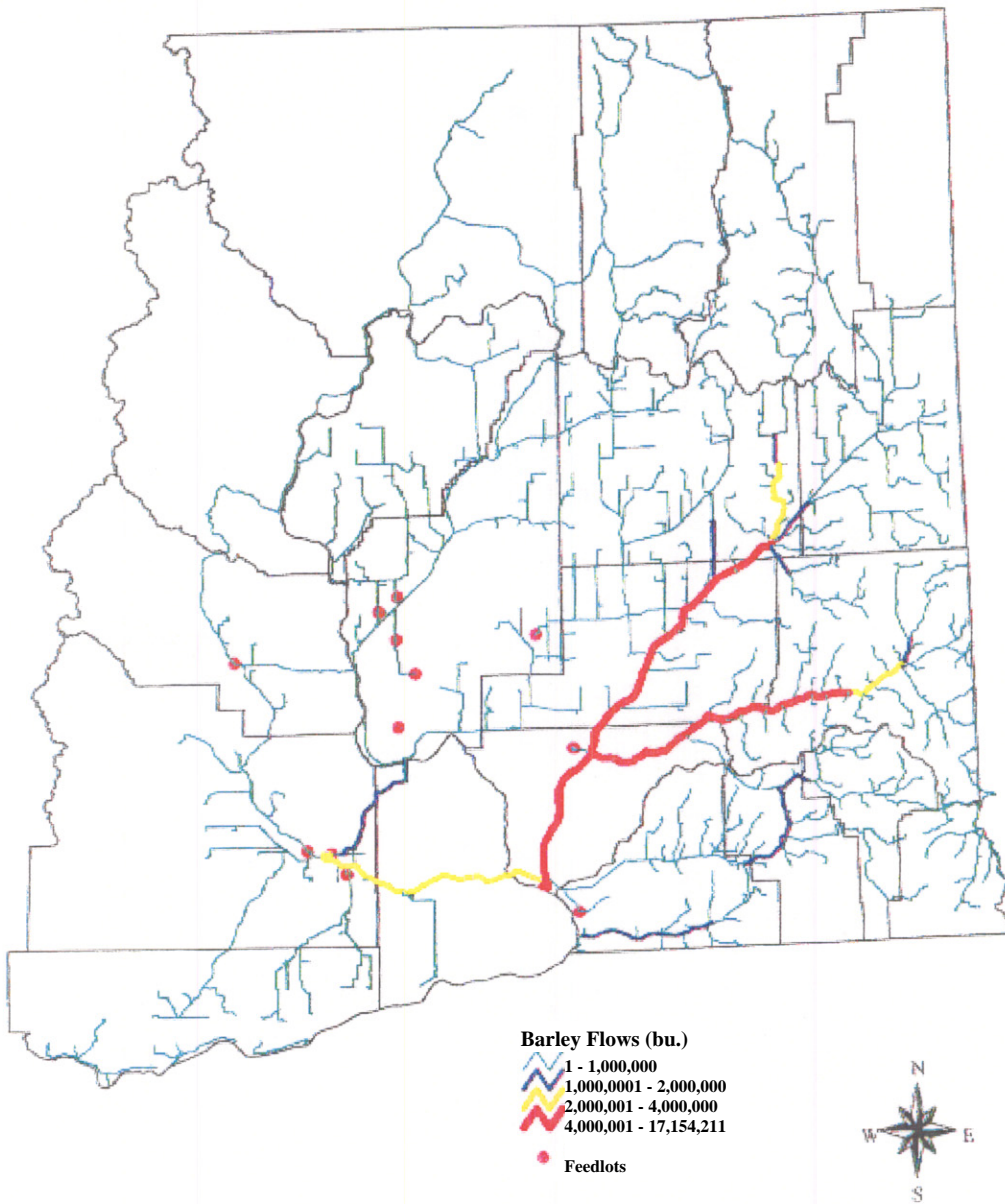 Barley Flows (bu.)
1 - 1,000,000
1,000,0001 - 2,000,000
2,000,001 - 4,000,000
4,000,001 - 17,154,211
Feedlots
N
W E
S